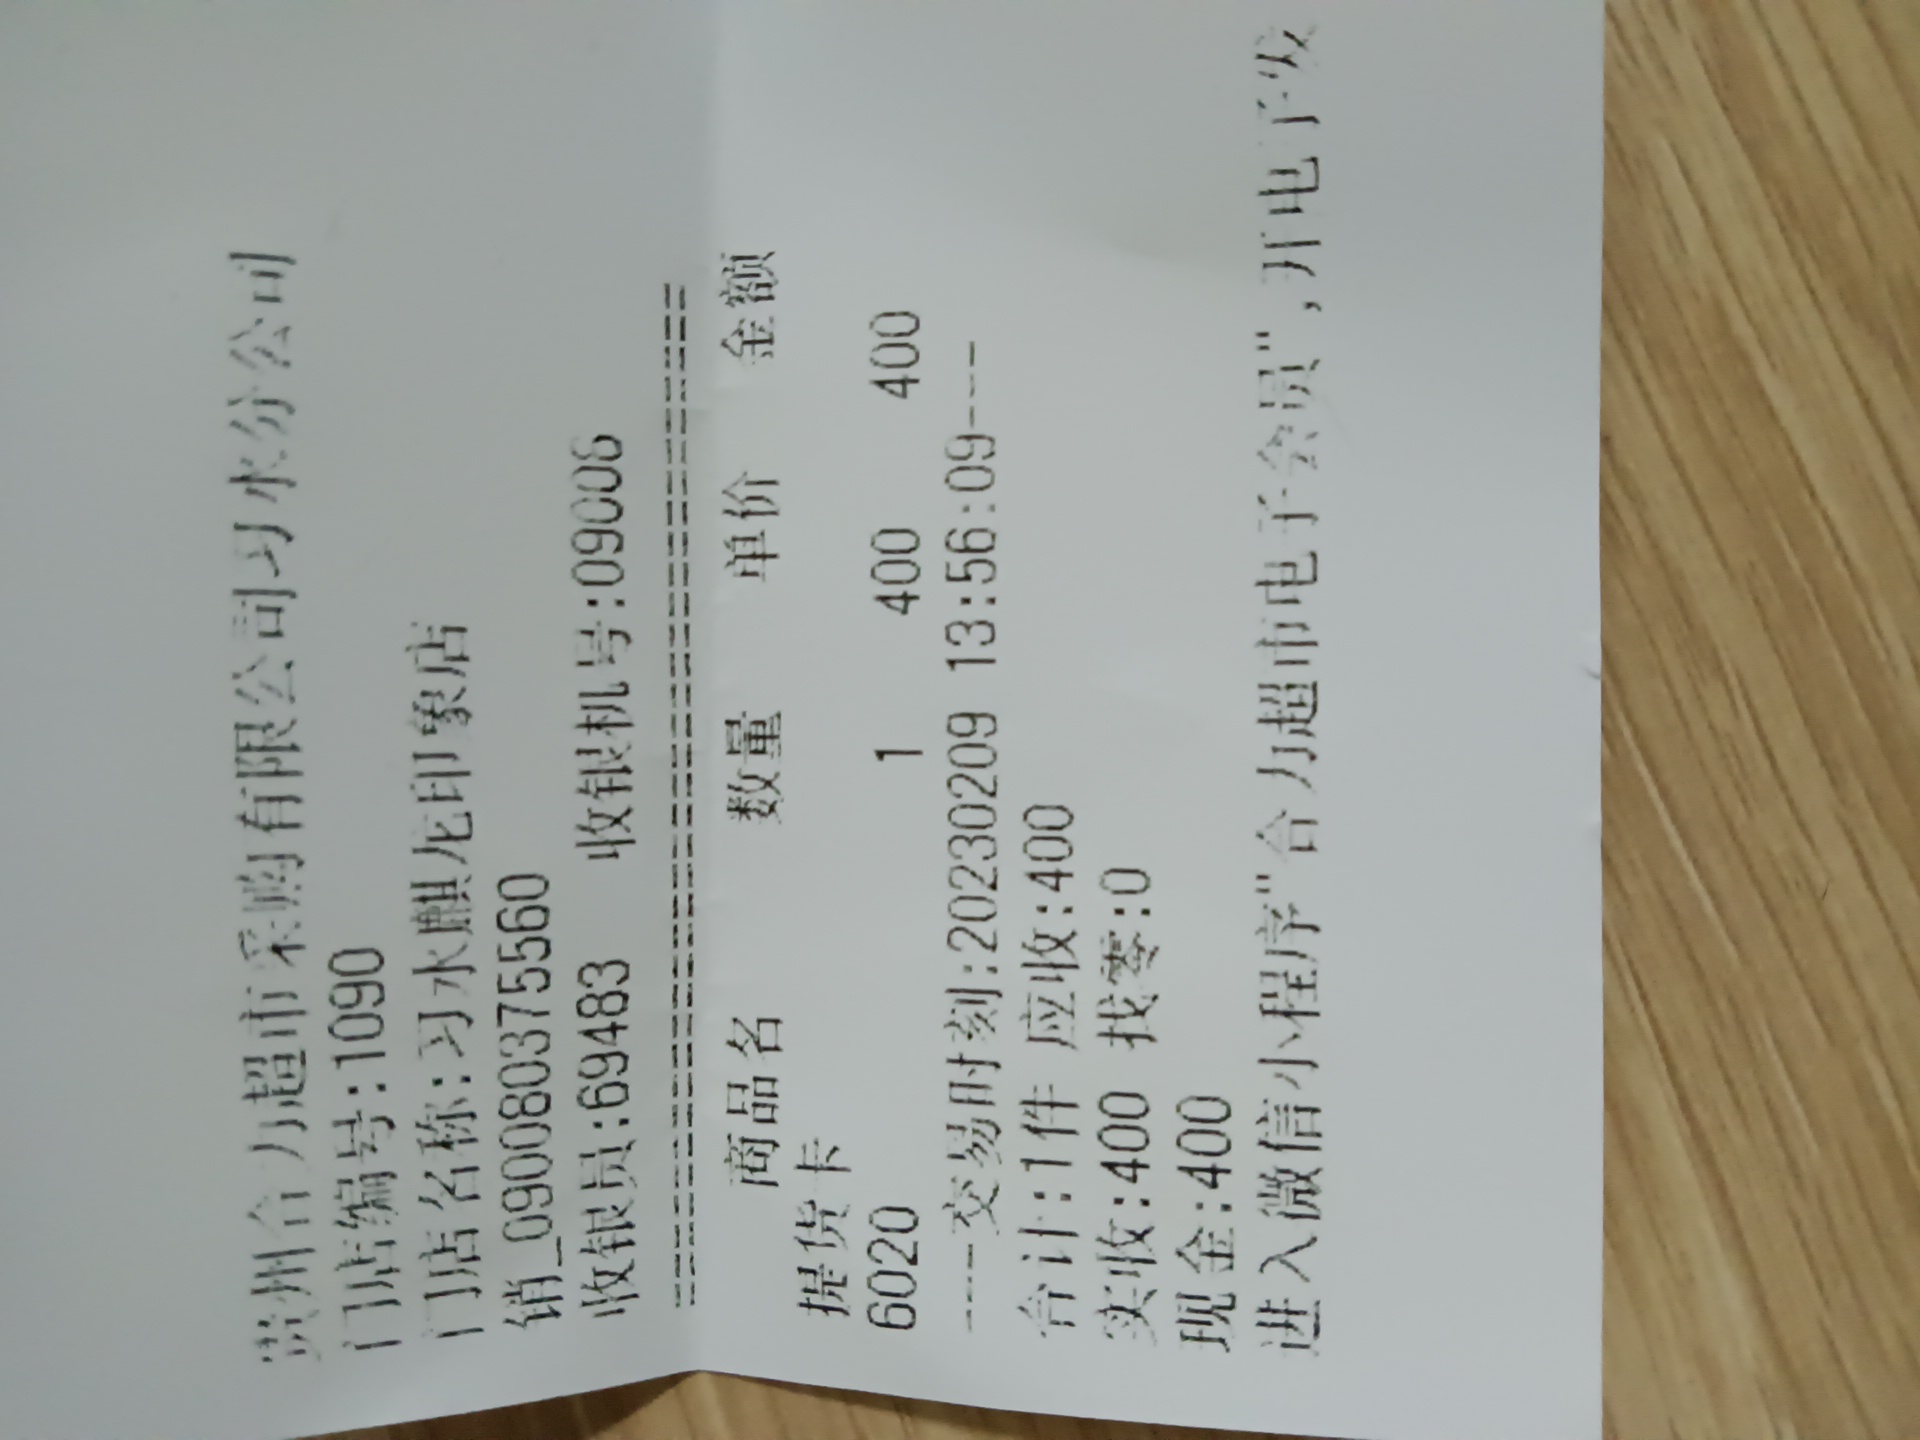 贵州合力超市采购有限公司习水分公司
门店编号:1090
门店名称:习水麒龙印象店
销_09008037​5560
收银员:69483 收银机号:09006
================================================
商品名 数量 单价 金额
提货卡
6020 1 400 400
----交易时刻:20230209 13:56:09----
合计:1件 应收:400
实收:400 找零:0
现金:400
进入微信小程序"合力超市电子会员",开电子发